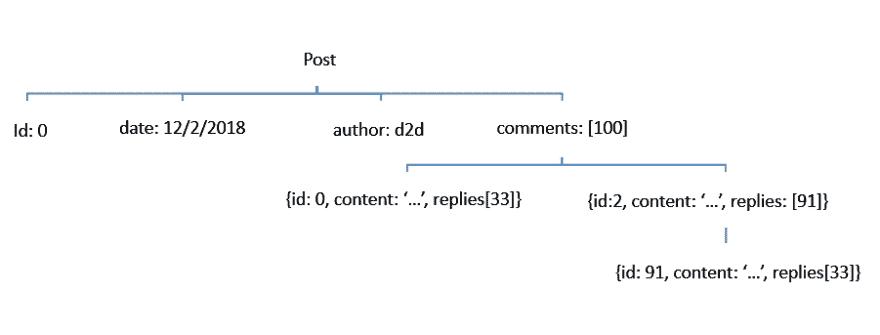 Post
Id: 0
date: 12/2/2018
author: d2d
comments: [100]
{id: 0, content: ‘…’, replies[33]}
{id:2, content: ‘…’, replies: [91]}
{id: 91, content: ‘…’, replies[33]}